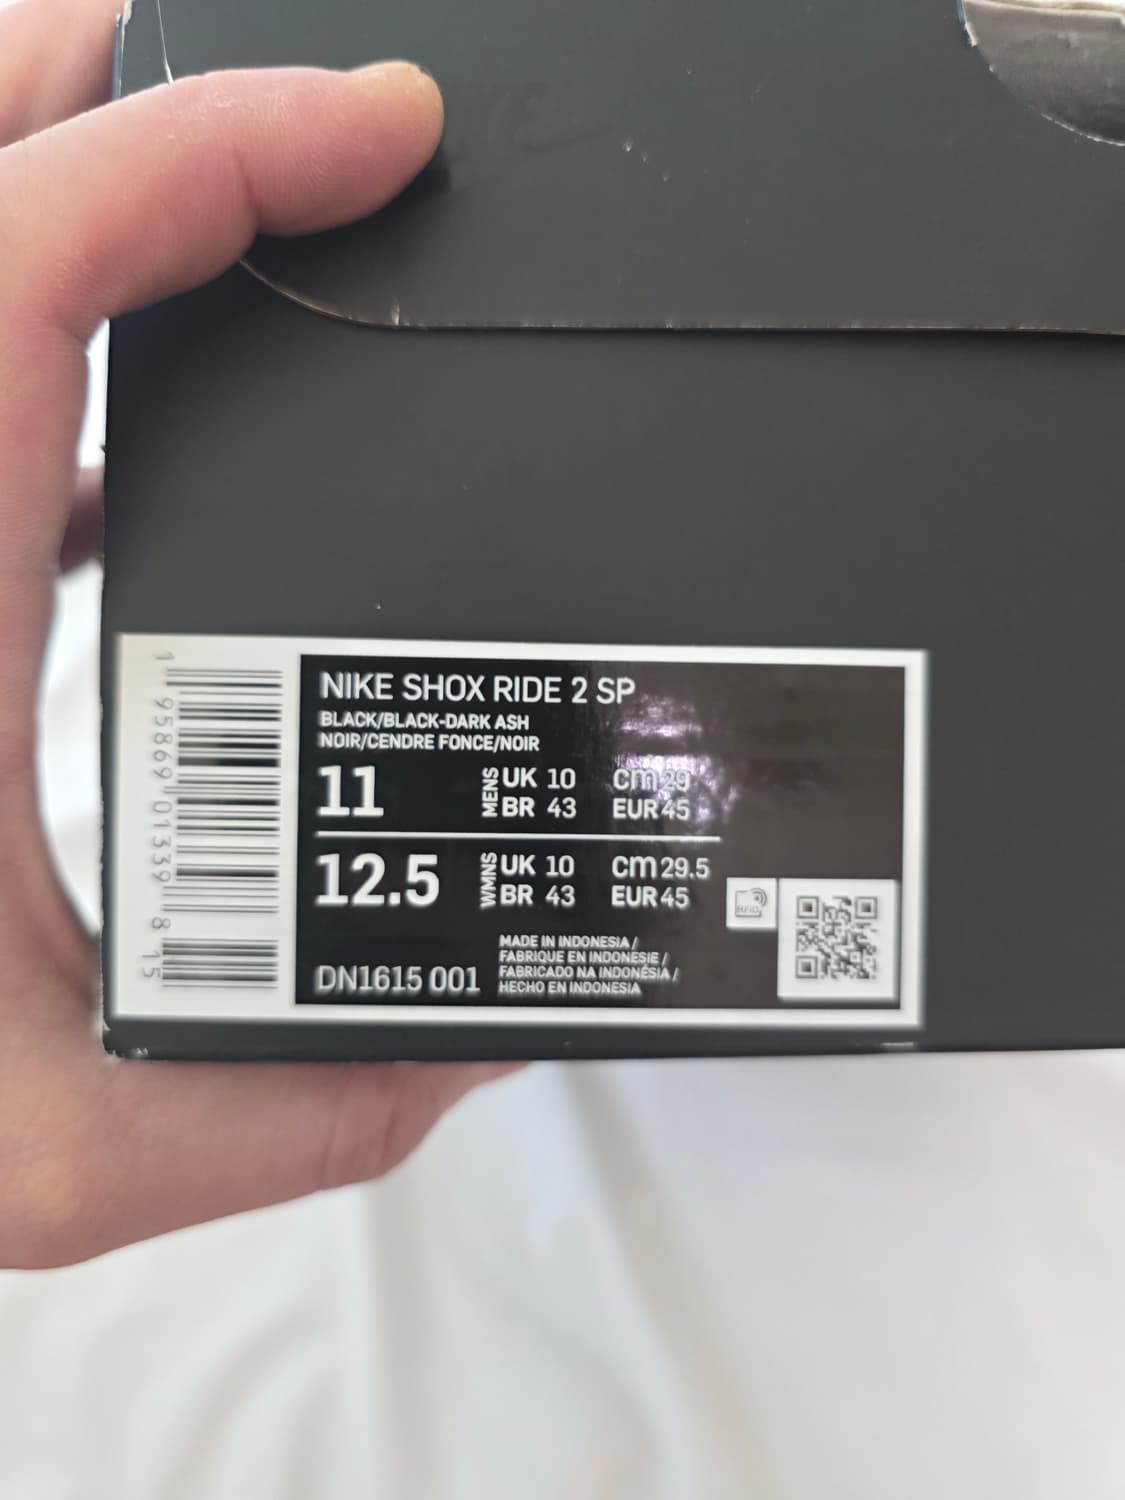 NIKE SHOX RIDE 2 SP
BLACK/BLACK-DARK ASH
NOIR/CENDRE FONCE/NOIR
11 MENS UK 10 cm 29
BR 43 EUR 45
12.5 WMNS UK 10 cm 29.5
BR 43 EUR 45
RFID
DN1615 001
MADE IN INDONESIA /
FABRIQUE EN INDONESIE /
FABRICADO NA INDONÉSIA /
HECHO EN INDONESIA
1 95869 01339 8 15